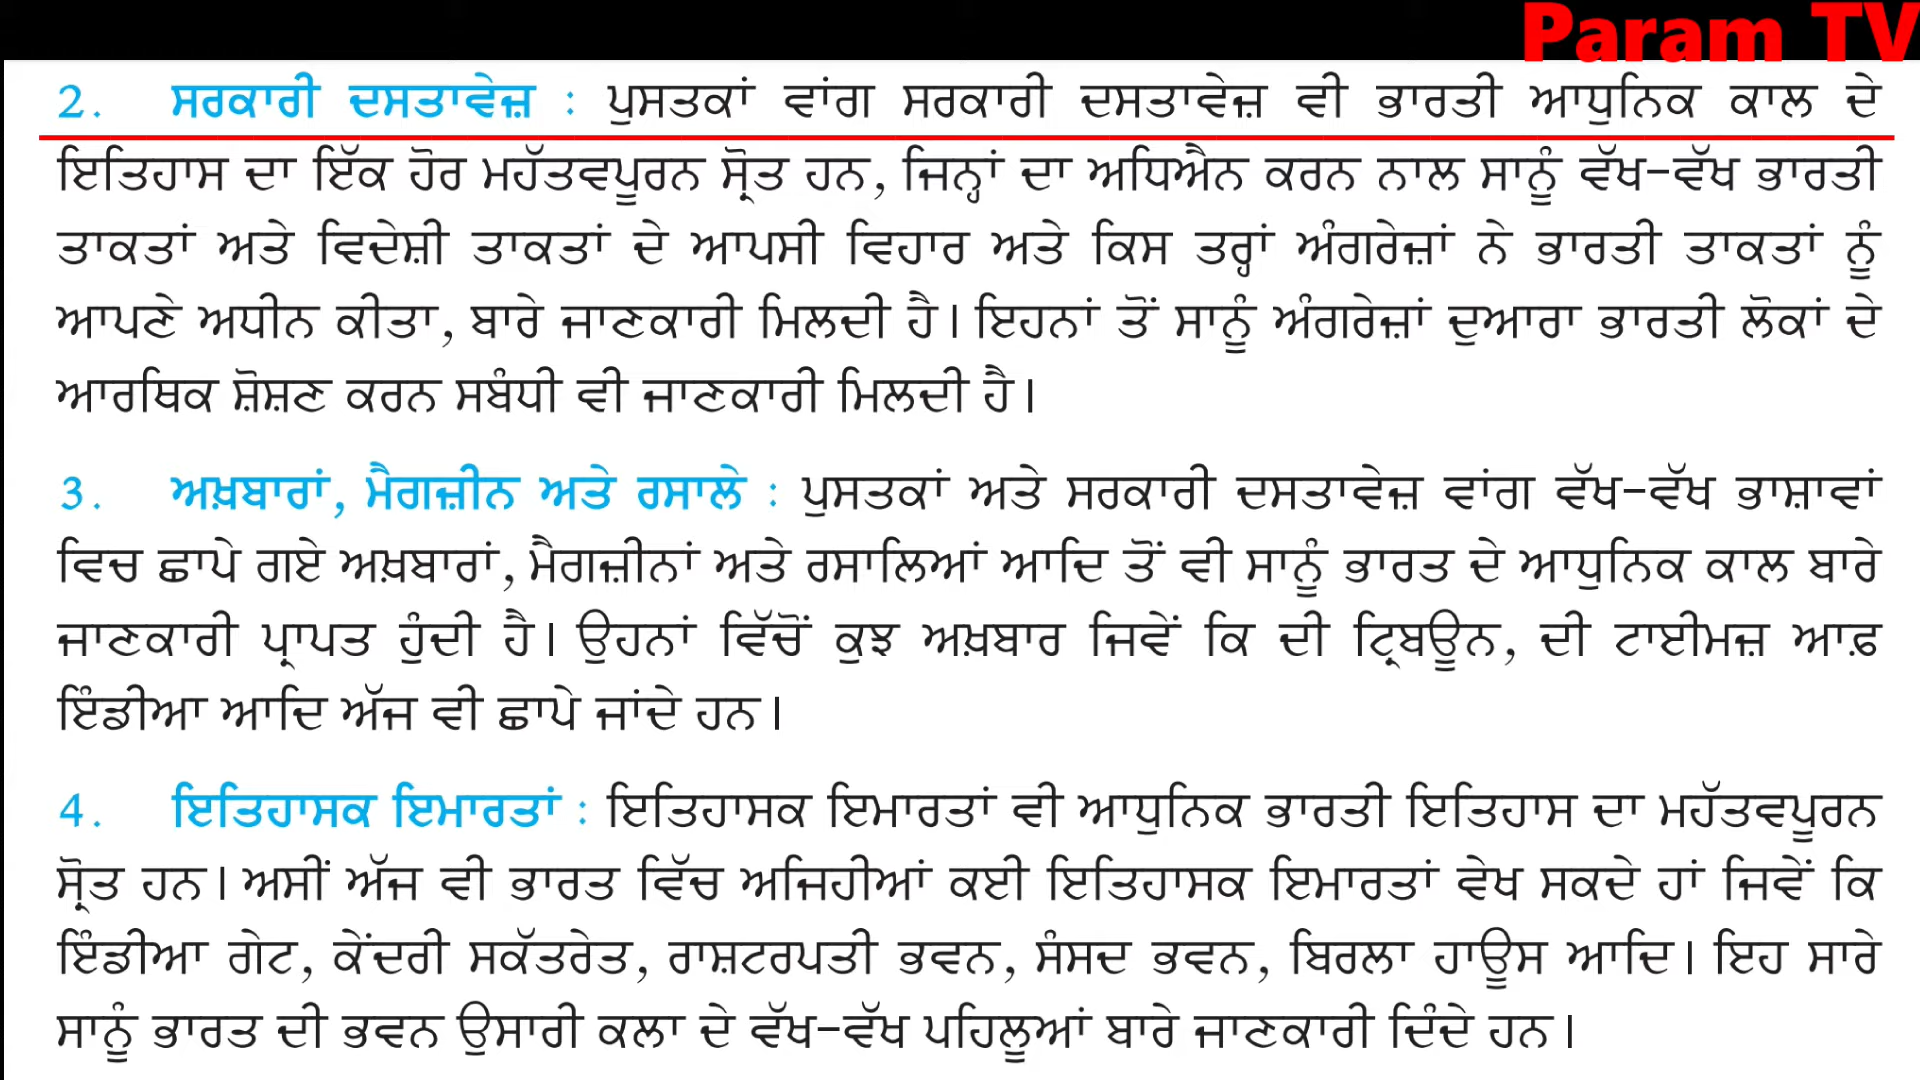 Param TV
2. ਸਰਕਾਰੀ ਦਸਤਾਵੇਜ਼ : ਪੁਸਤਕਾਂ ਵਾਂਗ ਸਰਕਾਰੀ ਦਸਤਾਵੇਜ਼ ਵੀ ਭਾਰਤੀ ਆਧੁਨਿਕ ਕਾਲ ਦੇ
ਇਤਿਹਾਸ ਦਾ ਇੱਕ ਹੋਰ ਮਹੱਤਵਪੂਰਨ ਸ੍ਰੋਤ ਹਨ, ਜਿਨ੍ਹਾਂ ਦਾ ਅਧਿਐਨ ਕਰਨ ਨਾਲ ਸਾਨੂੰ ਵੱਖ-ਵੱਖ ਭਾਰਤੀ
ਤਾਕਤਾਂ ਅਤੇ ਵਿਦੇਸ਼ੀ ਤਾਕਤਾਂ ਦੇ ਆਪਸੀ ਵਿਹਾਰ ਅਤੇ ਕਿਸ ਤਰ੍ਹਾਂ ਅੰਗਰੇਜ਼ਾਂ ਨੇ ਭਾਰਤੀ ਤਾਕਤਾਂ ਨੂੰ
ਆਪਣੇ ਅਧੀਨ ਕੀਤਾ, ਬਾਰੇ ਜਾਣਕਾਰੀ ਮਿਲਦੀ ਹੈ। ਇਹਨਾਂ ਤੋਂ ਸਾਨੂੰ ਅੰਗਰੇਜ਼ਾਂ ਦੁਆਰਾ ਭਾਰਤੀ ਲੋਕਾਂ ਦੇ
ਆਰਥਿਕ ਸ਼ੋਸ਼ਣ ਕਰਨ ਸਬੰਧੀ ਵੀ ਜਾਣਕਾਰੀ ਮਿਲਦੀ ਹੈ।
3. ਅਖ਼ਬਾਰਾਂ, ਮੈਗਜ਼ੀਨ ਅਤੇ ਰਸਾਲੇ : ਪੁਸਤਕਾਂ ਅਤੇ ਸਰਕਾਰੀ ਦਸਤਾਵੇਜ਼ ਵਾਂਗ ਵੱਖ-ਵੱਖ ਭਾਸ਼ਾਵਾਂ
ਵਿਚ ਛਾਪੇ ਗਏ ਅਖ਼ਬਾਰਾਂ, ਮੈਗਜ਼ੀਨਾਂ ਅਤੇ ਰਸਾਲਿਆਂ ਆਦਿ ਤੋਂ ਵੀ ਸਾਨੂੰ ਭਾਰਤ ਦੇ ਆਧੁਨਿਕ ਕਾਲ ਬਾਰੇ
ਜਾਣਕਾਰੀ ਪ੍ਰਾਪਤ ਹੁੰਦੀ ਹੈ। ਉਹਨਾਂ ਵਿੱਚੋਂ ਕੁਝ ਅਖ਼ਬਾਰ ਜਿਵੇਂ ਕਿ ਦੀ ਟ੍ਰਿਬਊਨ, ਦੀ ਟਾਈਮਜ਼ ਆਫ਼
ਇੰਡੀਆ ਆਦਿ ਅੱਜ ਵੀ ਛਾਪੇ ਜਾਂਦੇ ਹਨ।
4. ਇਤਿਹਾਸਕ ਇਮਾਰਤਾਂ : ਇਤਿਹਾਸਕ ਇਮਾਰਤਾਂ ਵੀ ਆਧੁਨਿਕ ਭਾਰਤੀ ਇਤਿਹਾਸ ਦਾ ਮਹੱਤਵਪੂਰਨ
ਸ੍ਰੋਤ ਹਨ। ਅਸੀਂ ਅੱਜ ਵੀ ਭਾਰਤ ਵਿੱਚ ਅਜਿਹੀਆਂ ਕਈ ਇਤਿਹਾਸਕ ਇਮਾਰਤਾਂ ਵੇਖ ਸਕਦੇ ਹਾਂ ਜਿਵੇਂ ਕਿ
ਇੰਡੀਆ ਗੇਟ, ਕੇਂਦਰੀ ਸਕੱਤਰੇਤ, ਰਾਸ਼ਟਰਪਤੀ ਭਵਨ, ਸੰਸਦ ਭਵਨ, ਬਿਰਲਾ ਹਾਊਸ ਆਦਿ। ਇਹ ਸਾਰੇ
ਸਾਨੂੰ ਭਾਰਤ ਦੀ ਭਵਨ ਉਸਾਰੀ ਕਲਾ ਦੇ ਵੱਖ-ਵੱਖ ਪਹਿਲੂਆਂ ਬਾਰੇ ਜਾਣਕਾਰੀ ਦਿੰਦੇ ਹਨ।